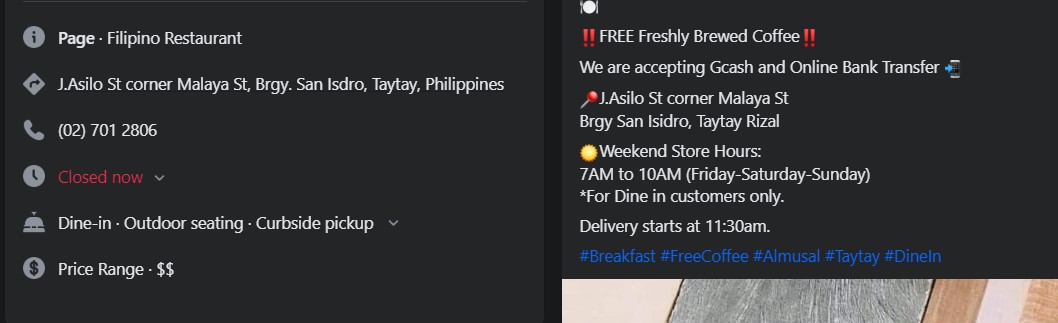 Page · Filipino Restaurant
J.Asilo St corner Malaya St, Brgy. San Isdro, Taytay, Philippines
(02) 701 2806
Closed now
Dine-in · Outdoor seating · Curbside pickup
Price Range · $$
‼️FREE Freshly Brewed Coffee‼️
We are accepting Gcash and Online Bank Transfer 📲
📍J.Asilo St corner Malaya St
Brgy San Isidro, Taytay Rizal
☀️Weekend Store Hours:
7AM to 10AM (Friday-Saturday-Sunday)
*For Dine in customers only.
Delivery starts at 11:30am.
#Breakfast #FreeCoffee #Almusal #Taytay #DineIn